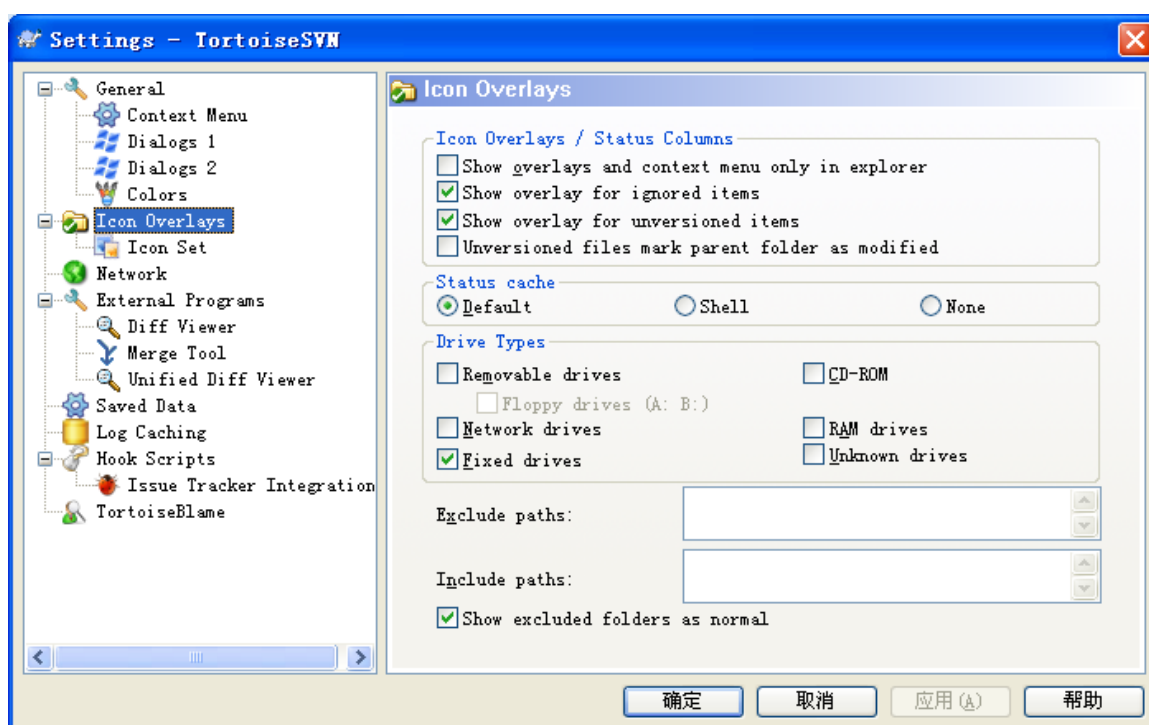 Settings - TortoiseSVN
General
Context Menu
Dialogs 1
Dialogs 2
Colors
Icon Overlays
Icon Set
Network
External Programs
Diff Viewer
Merge Tool
Unified Diff Viewer
Saved Data
Log Caching
Hook Scripts
Issue Tracker Integration
TortoiseBlame
Icon Overlays
Icon Overlays / Status Columns
Show overlays and context menu only in explorer
Show overlay for ignored items
Show overlay for unversioned items
Unversioned files mark parent folder as modified
Status cache
Default Shell None
Drive Types
Removable drives CD-ROM
Floppy drives (A: B:)
Network drives RAM drives
Fixed drives Unknown drives
Exclude paths:
Include paths:
Show excluded folders as normal
确定 取消 应用(A) 帮助